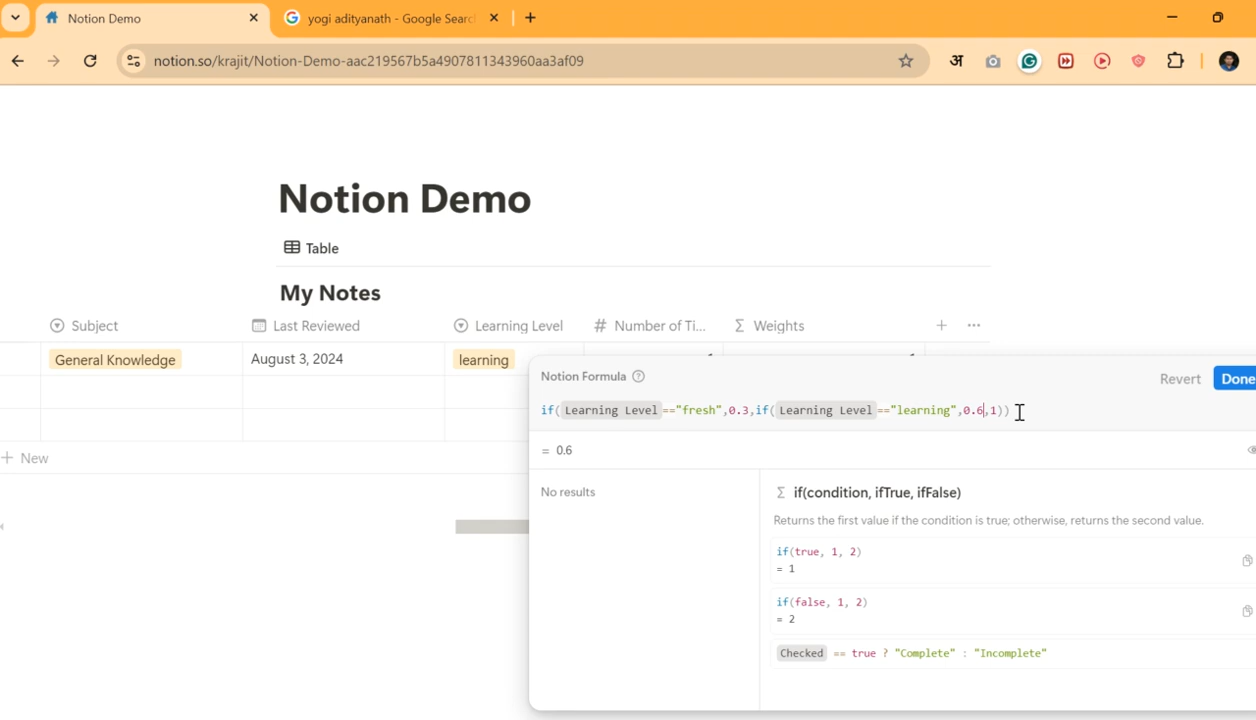 Notion Demo
yogi adityanath - Google Searc
notion.so/krajit/Notion-Demo-aac219567b5a4907811343960aa3af09
अ
Notion Demo
Table
My Notes
Subject
Last Reviewed
Learning Level
# Number of Ti...
Σ Weights
General Knowledge
August 3, 2024
learning
+ New
Notion Formula
Revert
Done
if( Learning Level =="fresh",0.3,if( Learning Level =="learning",0.6,1))
= 0.6
No results
Σ if(condition, ifTrue, ifFalse)
Returns the first value if the condition is true; otherwise, returns the second value.
if(true, 1, 2)
= 1
if(false, 1, 2)
= 2
Checked == true ? "Complete" : "Incomplete"